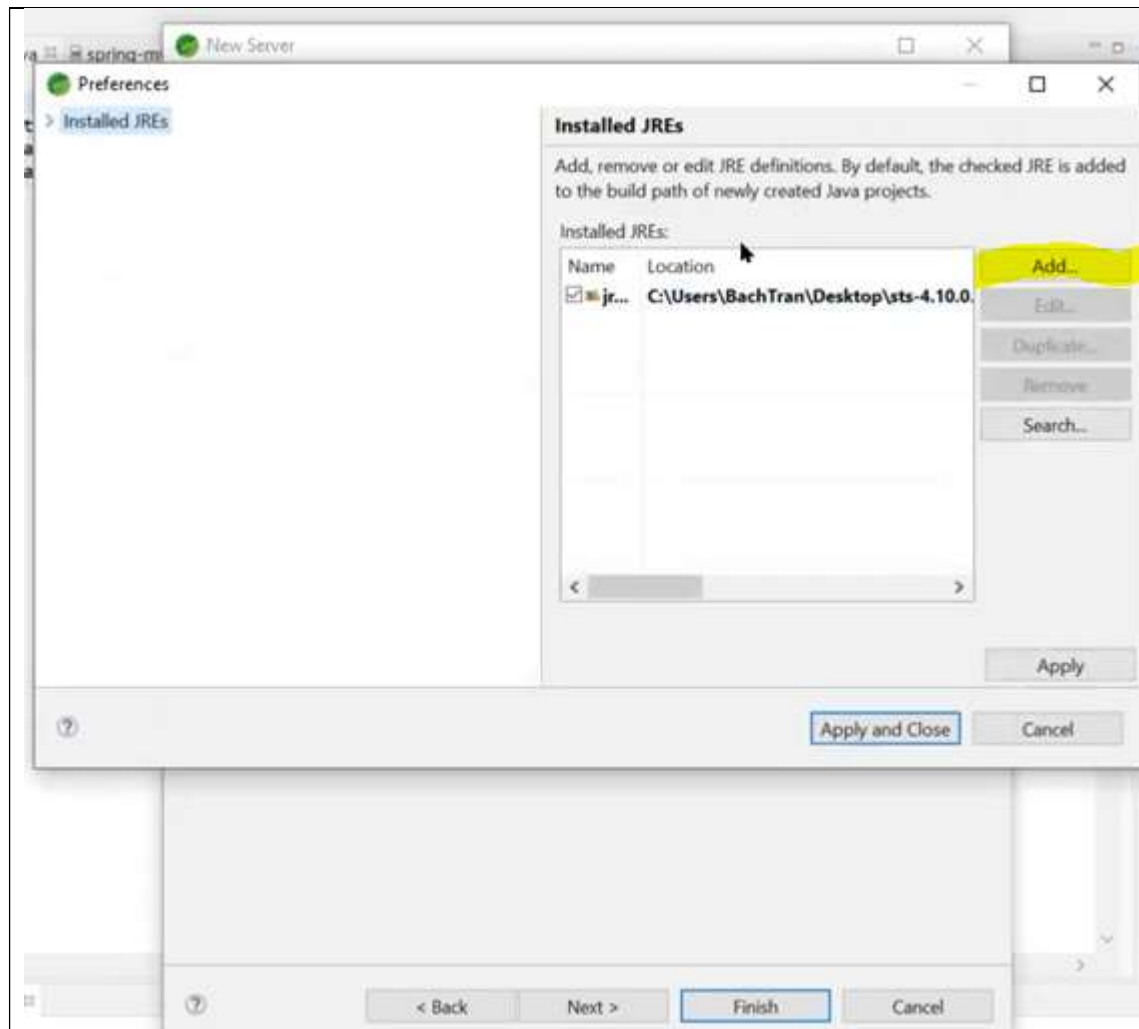 New Server
spring-m
Preferences
Installed JREs
Installed JREs
Add, remove or edit JRE definitions. By default, the checked JRE is added
to the build path of newly created Java projects.
Installed JREs:
Name Location
jr... C:\Users\BachTran\Desktop\sts-4.10.0.
Add...
Edit...
Duplicate...
Remove
Search...
Apply
Apply and Close
Cancel
< Back
Next >
Finish
Cancel